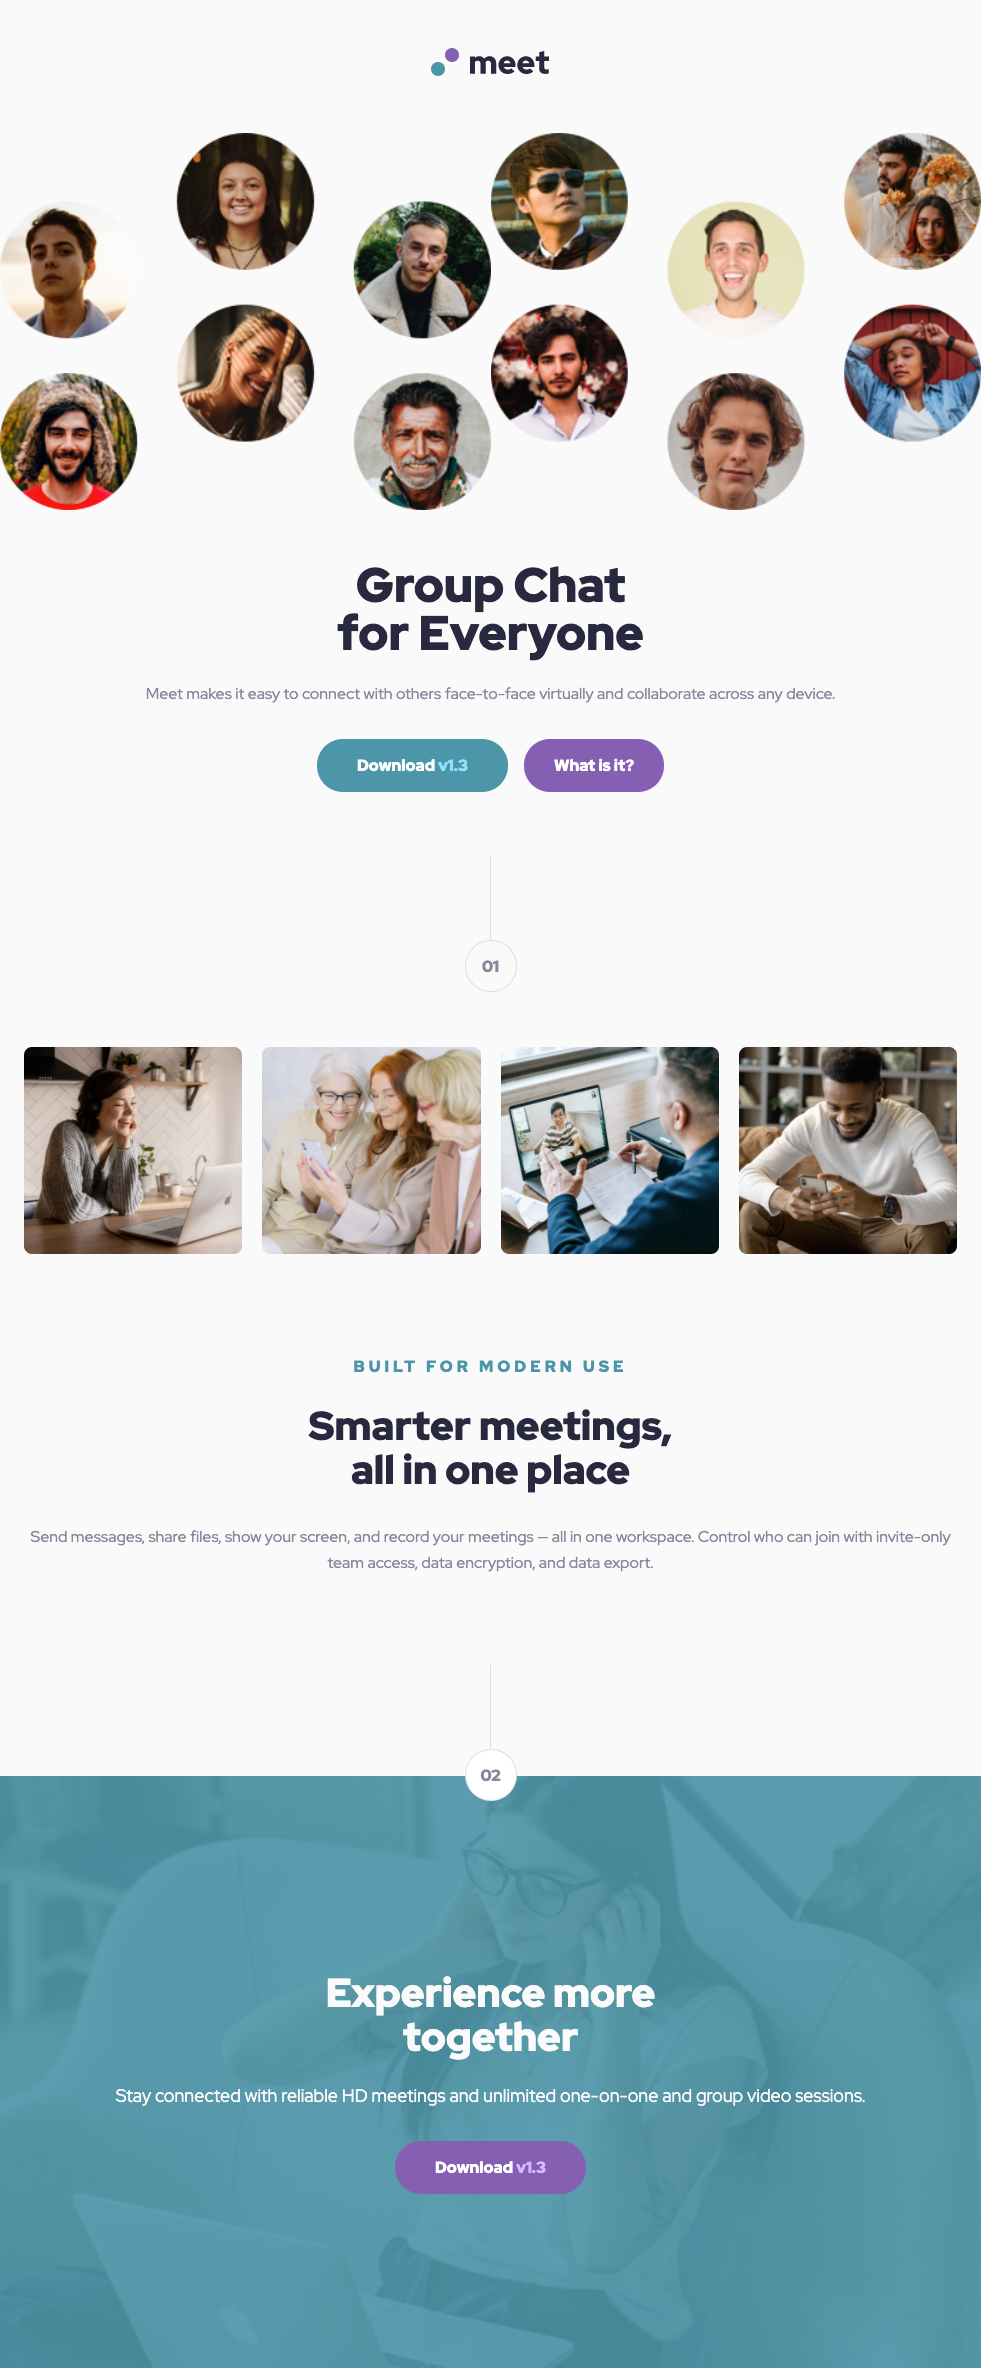 meet
Group Chat
for Everyone
Meet makes it easy to connect with others face-to-face virtually and collaborate across any device.
Download v1.3
What is it?
01
BUILT FOR MODERN USE
Smarter meetings,
all in one place
Send messages, share files, show your screen, and record your meetings — all in one workspace. Control who can join with invite-only
team access, data encryption, and data export.
02
Experience more
together
Stay connected with reliable HD meetings and unlimited one-on-one and group video sessions.
Download v1.3